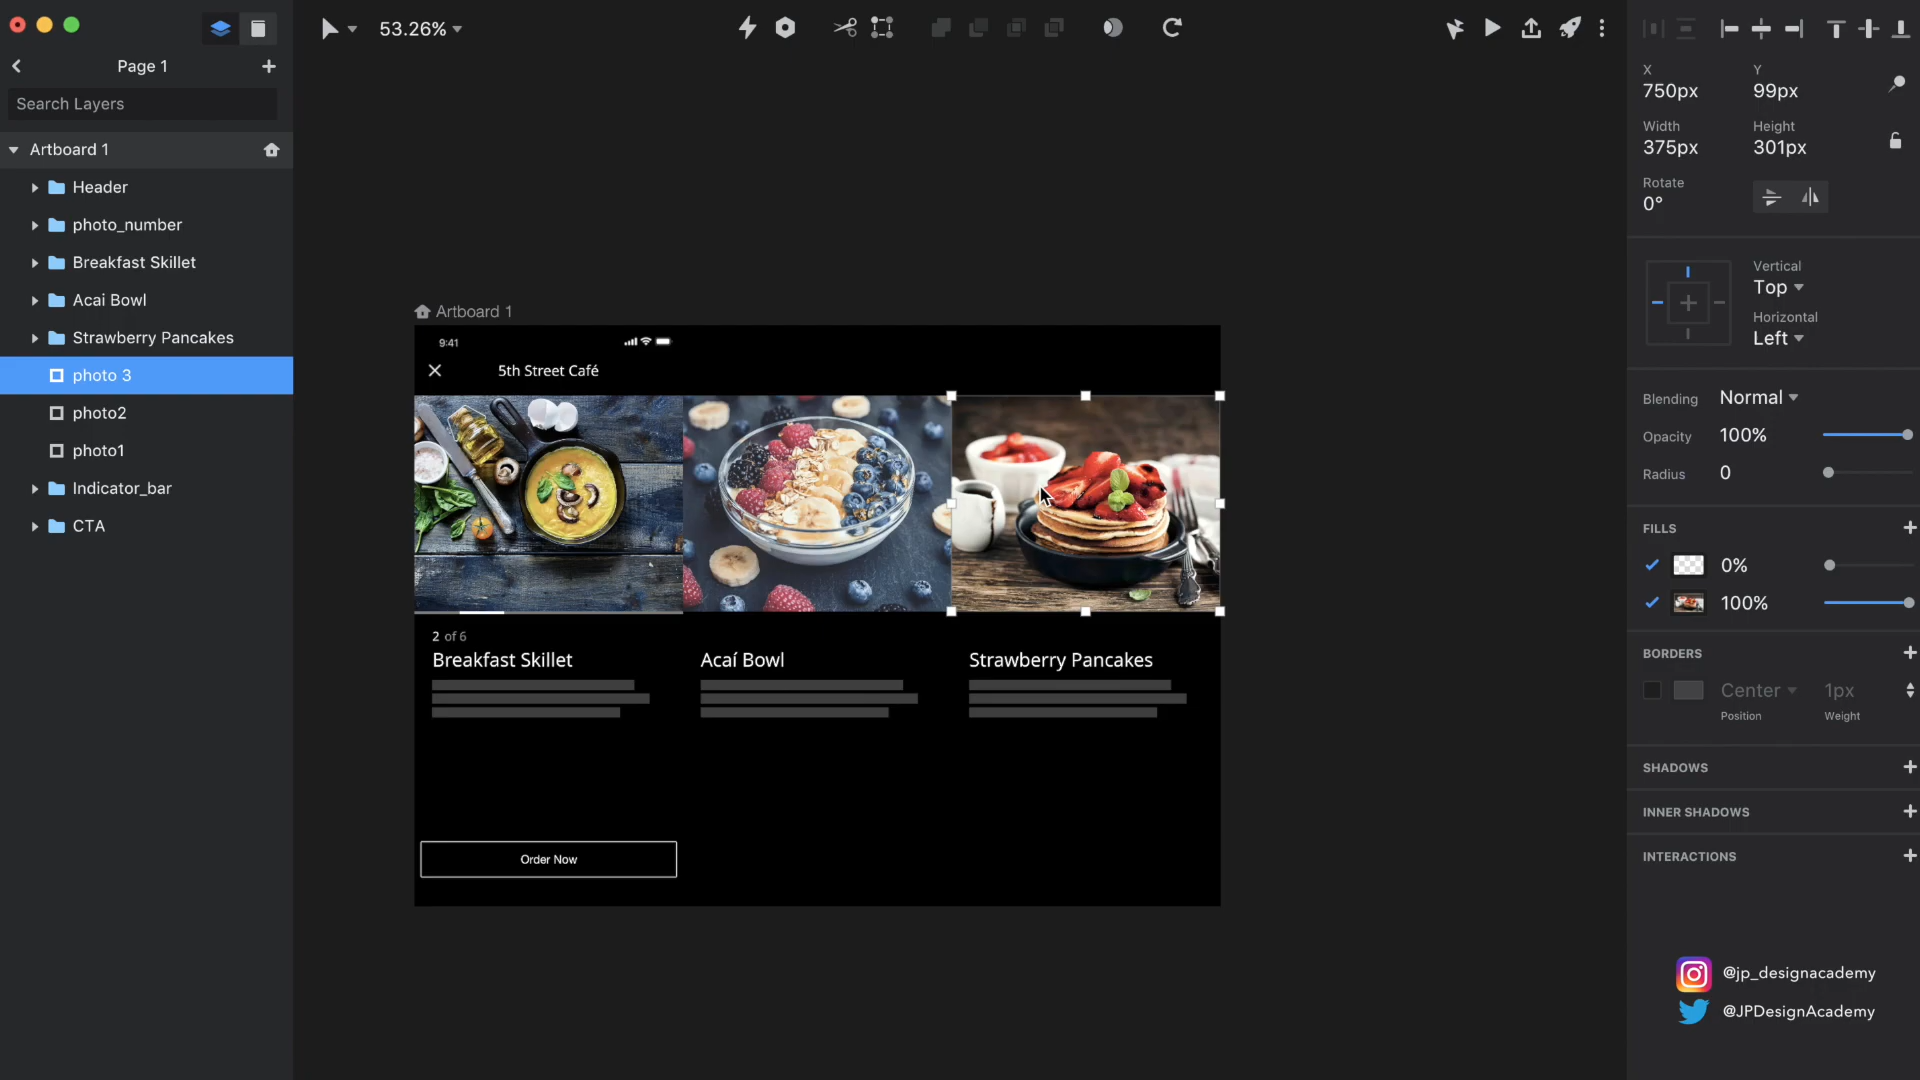 Page 1
Search Layers
Artboard 1
Header
photo_number
Breakfast Skillet
Acai Bowl
Strawberry Pancakes
photo 3
photo2
photo1
Indicator_bar
CTA
53.26%
Artboard 1
9:41
5th Street Café
2 of 6
Breakfast Skillet
Acaí Bowl
Strawberry Pancakes
Order Now
X
Y
750px
99px
Width
Height
375px
301px
Rotate
0°
Vertical
Top
Horizontal
Left
Blending
Normal
Opacity
100%
Radius
0
FILLS
0%
100%
BORDERS
Center
1px
Position
Weight
SHADOWS
INNER SHADOWS
INTERACTIONS
@jp_designacademy
@JPDesignAcademy